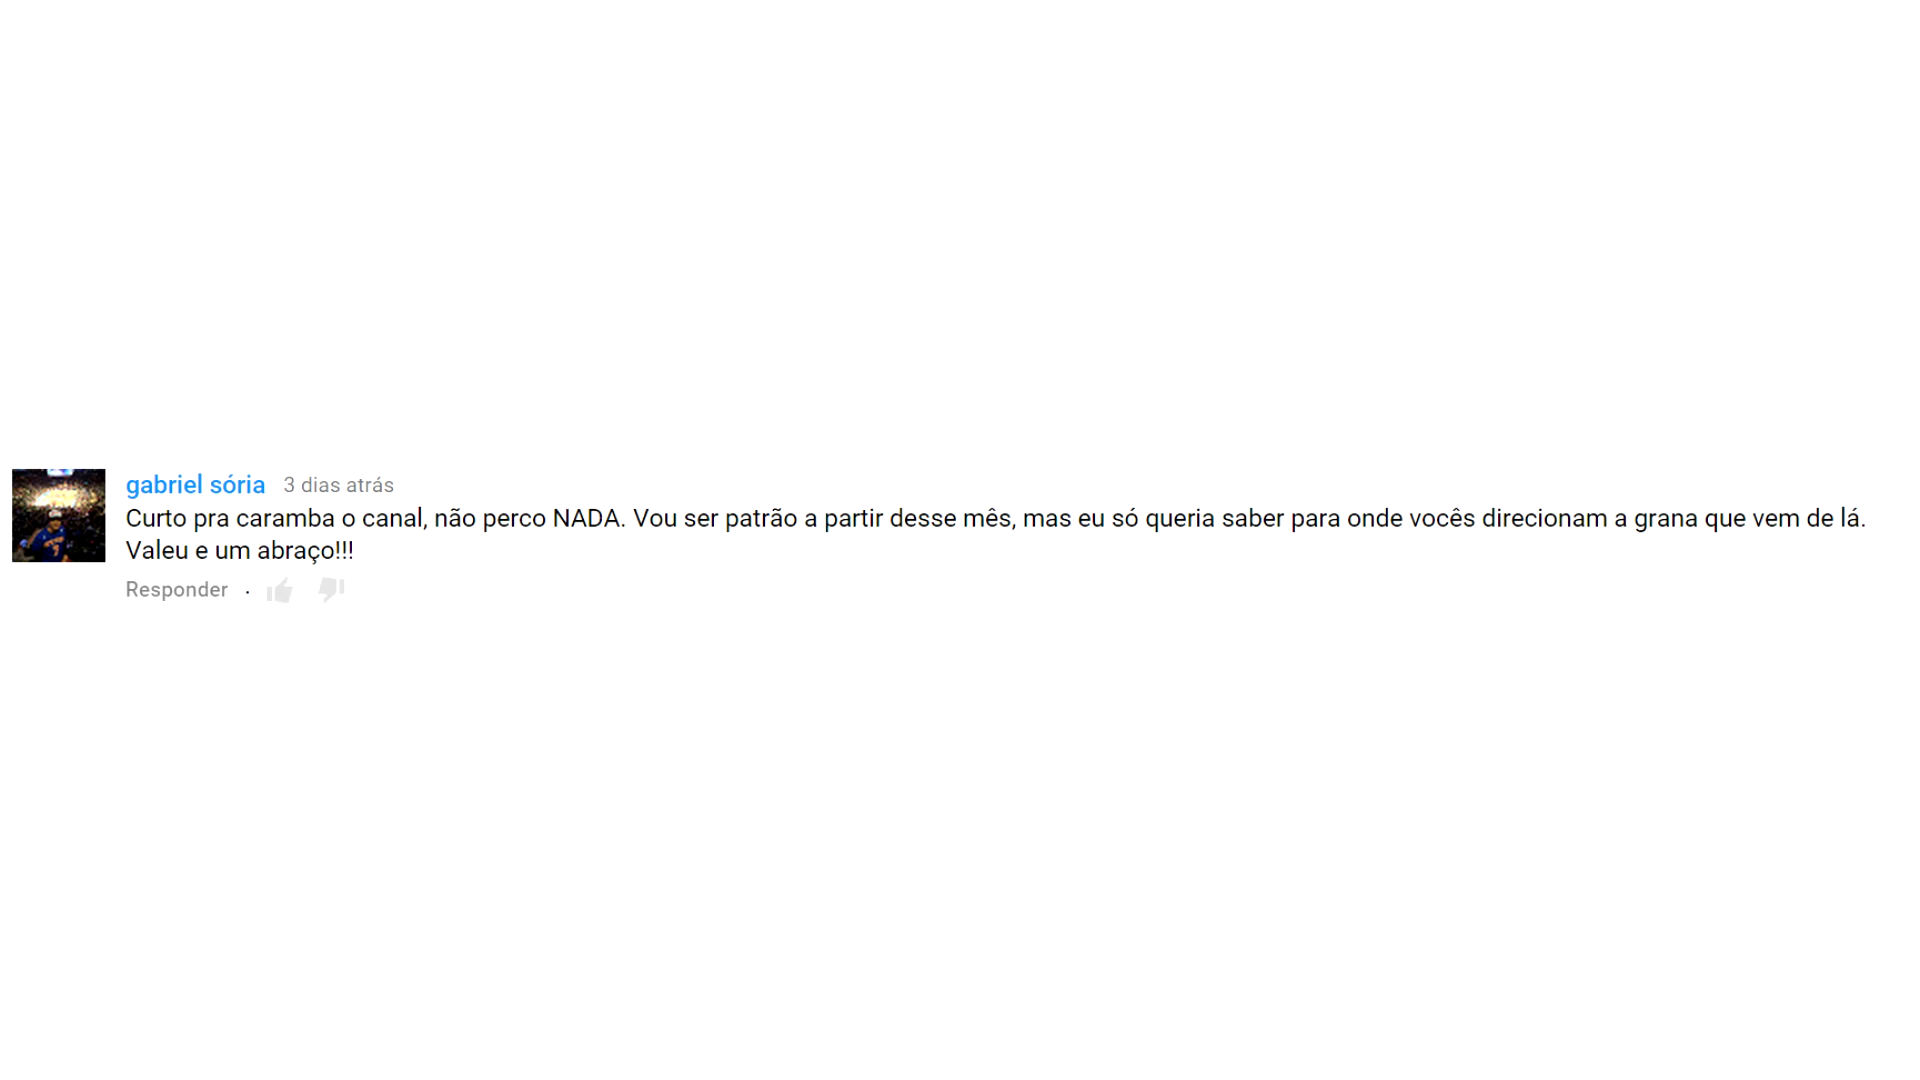 gabriel sória 3 dias atrás
Curto pra caramba o canal, não perco NADA. Vou ser patrão a partir desse mês, mas eu só queria saber para onde vocês direcionam a grana que vem de lá.
Valeu e um abraço!!!
Responder ·